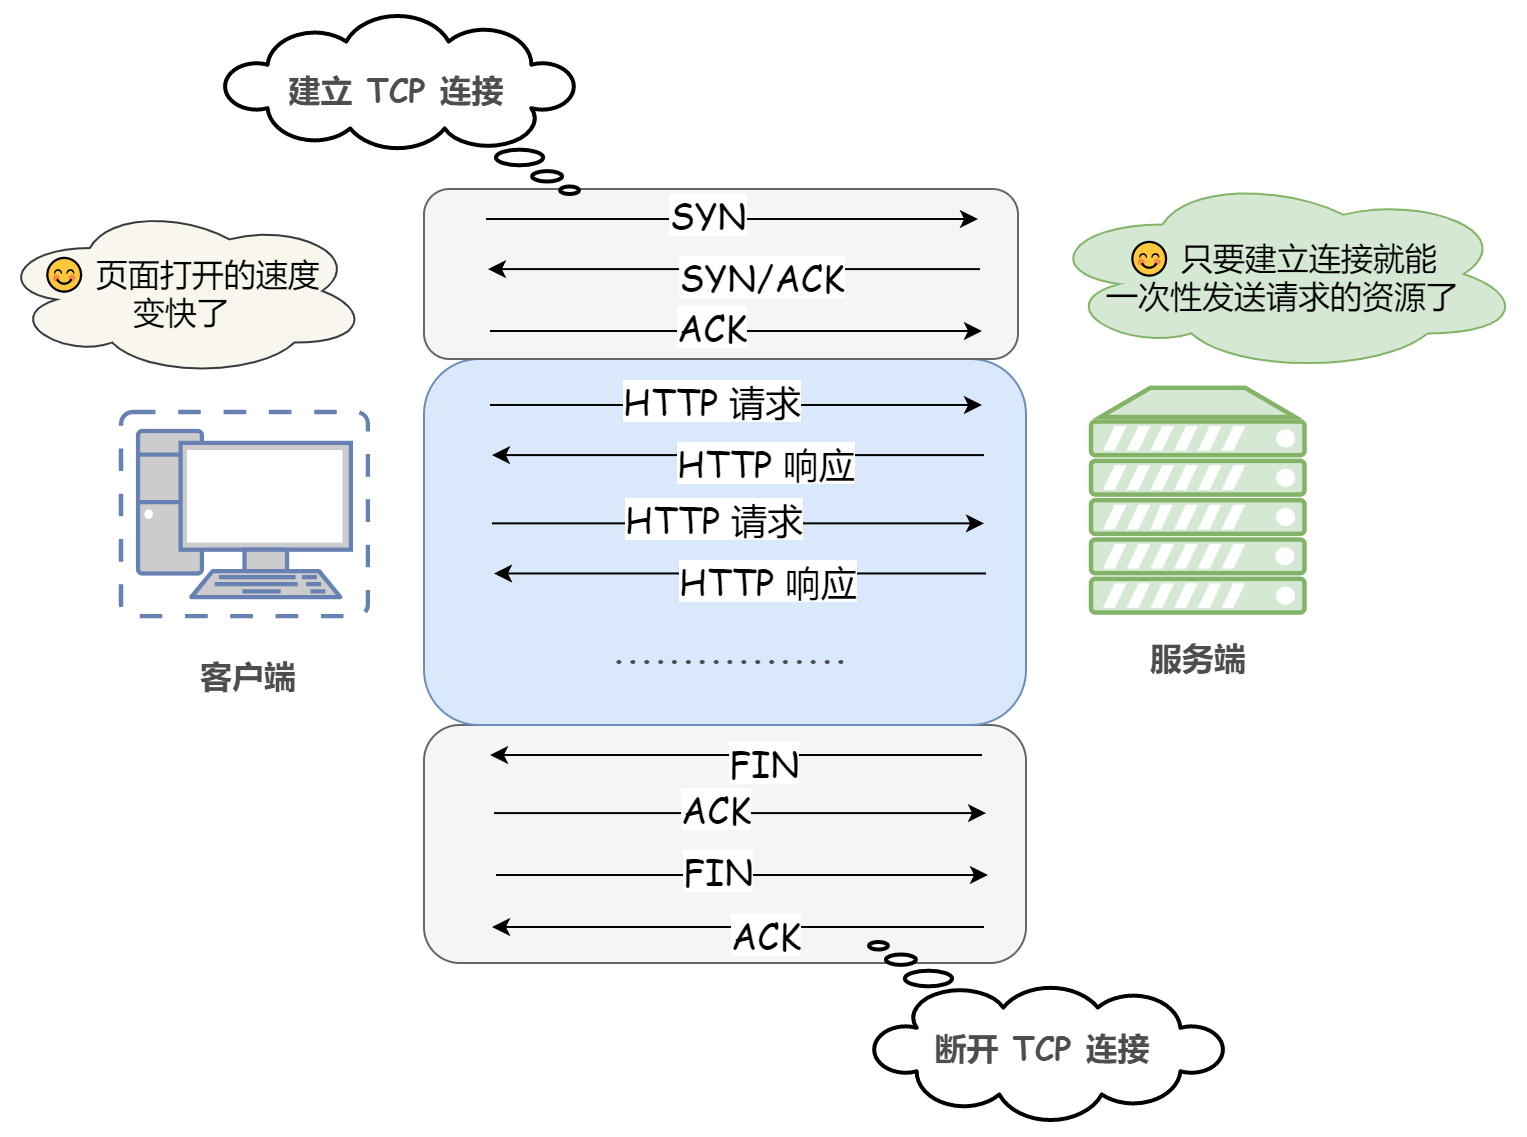 建立 TCP 连接
SYN
SYN/ACK
ACK
😊 页面打开的速度
变快了
😊 只要建立连接就能
一次性发送请求的资源了
HTTP 请求
HTTP 响应
HTTP 请求
HTTP 响应
.................
客户端
服务端
FIN
ACK
FIN
ACK
断开 TCP 连接